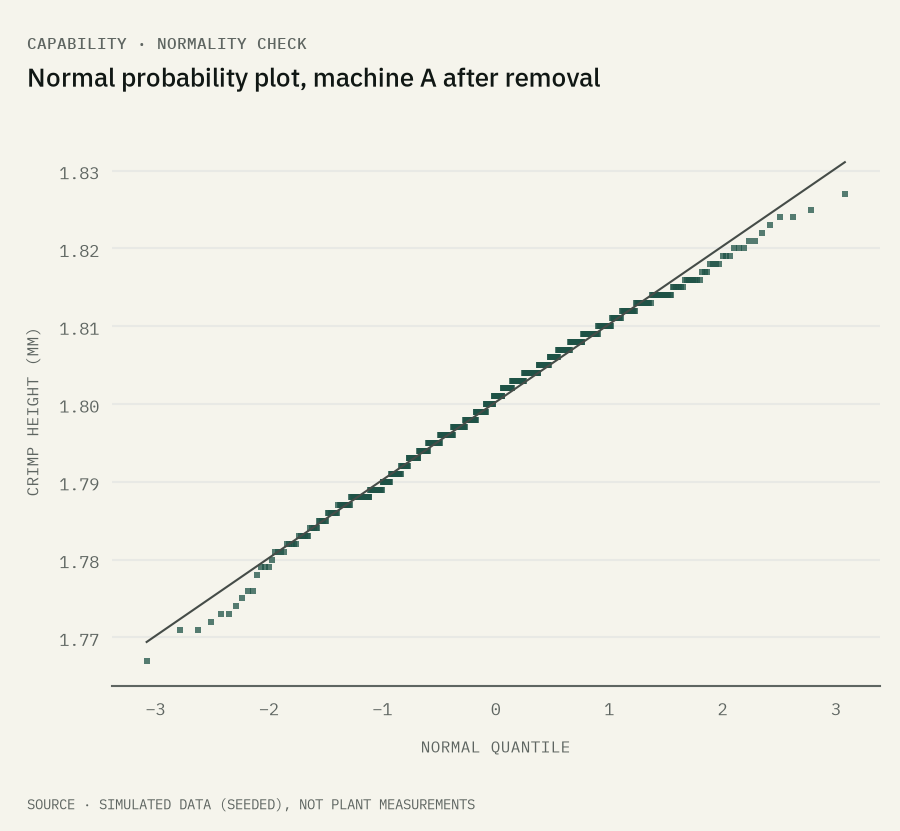 CAPABILITY · NORMALITY CHECK
Normal probability plot, machine A after removal
1.83
1.82
1.81
1.80
1.79
1.78
1.77
CRIMP HEIGHT (MM)
−3 −2 −1 0 1 2 3
NORMAL QUANTILE
SOURCE · SIMULATED DATA (SEEDED), NOT PLANT MEASUREMENTS